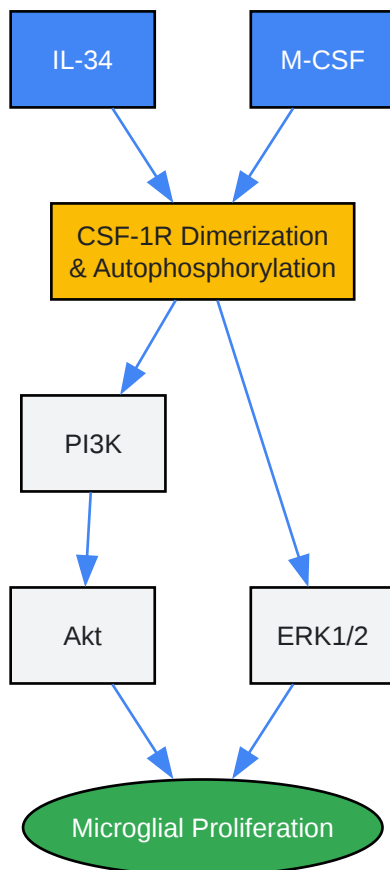 IL-34
M-CSF
CSF-1R Dimerization
& Autophosphorylation
PI3K
Akt
ERK1/2
Microglial Proliferation